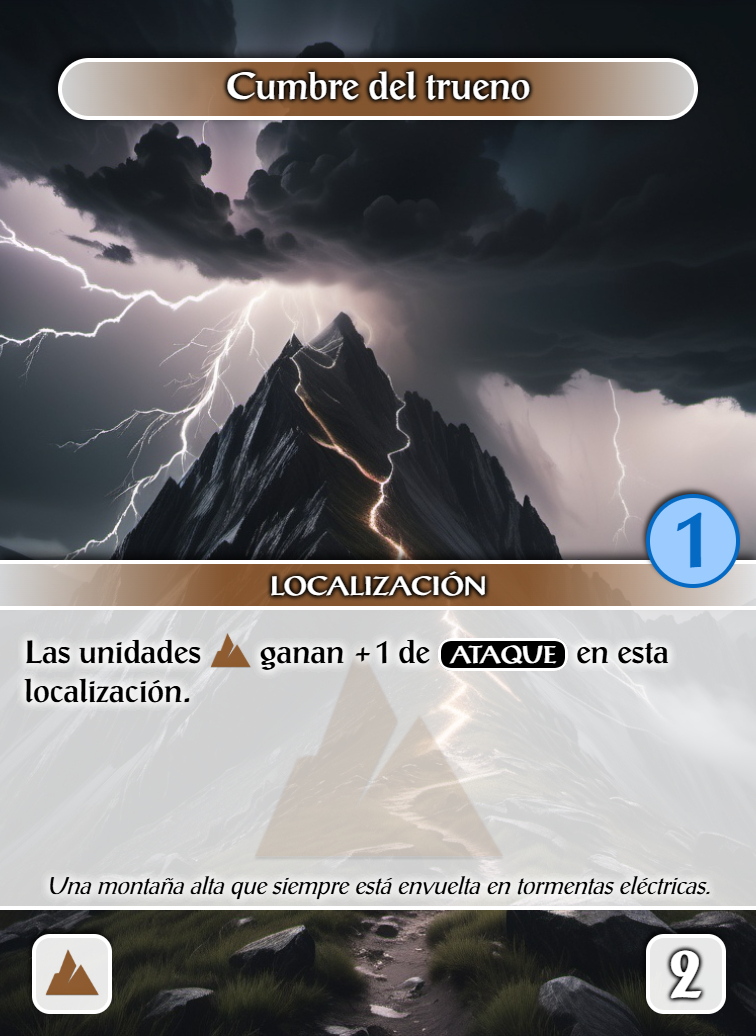 Cumbre del trueno
1
LOCALIZACIÓN
Las unidades ganan +1 de ATAQUE en esta
localización.
Una montaña alta que siempre está envuelta en tormentas eléctricas.
2